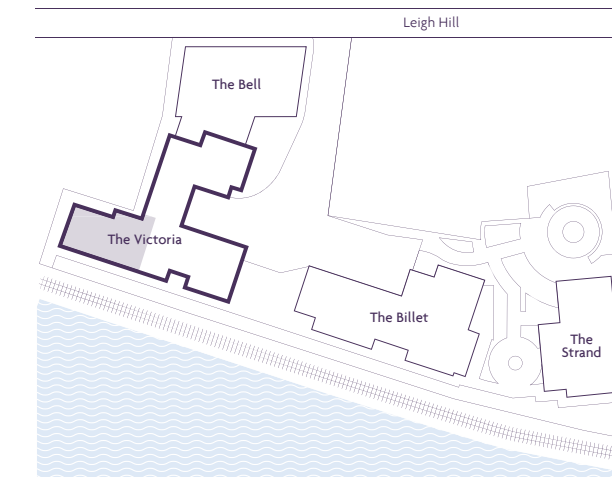 Leigh Hill
The Bell
The Victoria
The Billet
The
Strand